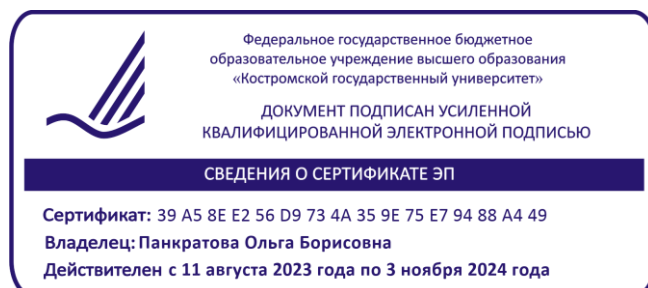 Федеральное государственное бюджетное
образовательное учреждение высшего образования
«Костромской государственный университет»
ДОКУМЕНТ ПОДПИСАН УСИЛЕННОЙ
КВАЛИФИЦИРОВАННОЙ ЭЛЕКТРОННОЙ ПОДПИСЬЮ
СВЕДЕНИЯ О СЕРТИФИКАТЕ ЭП
Сертификат: 39 A5 8E E2 56 D9 73 4A 35 9E 75 E7 94 88 A4 49
Владелец: Панкратова Ольга Борисовна
Действителен с 11 августа 2023 года по 3 ноября 2024 года